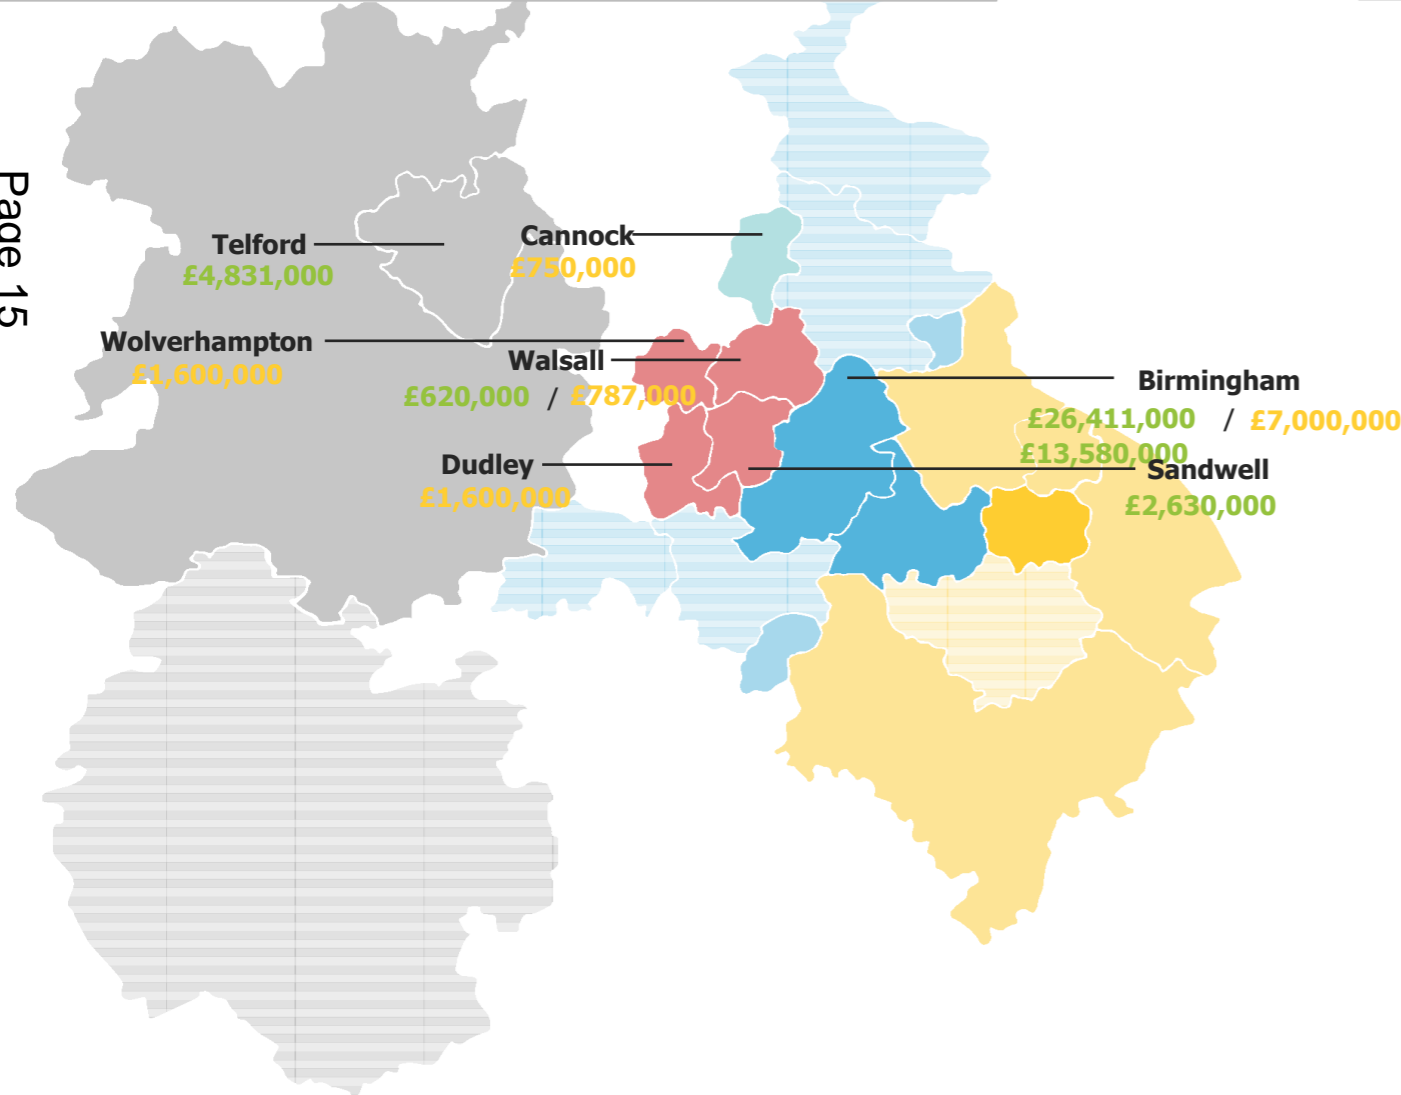 Page 15
Telford
£4,831,000
Cannock
£750,000
Wolverhampton
£1,600,000
Walsall
£620,000 / £787,000
Birmingham
£26,411,000 / £7,000,000
£13,580,000
Dudley
£1,600,000
Sandwell
£2,630,000